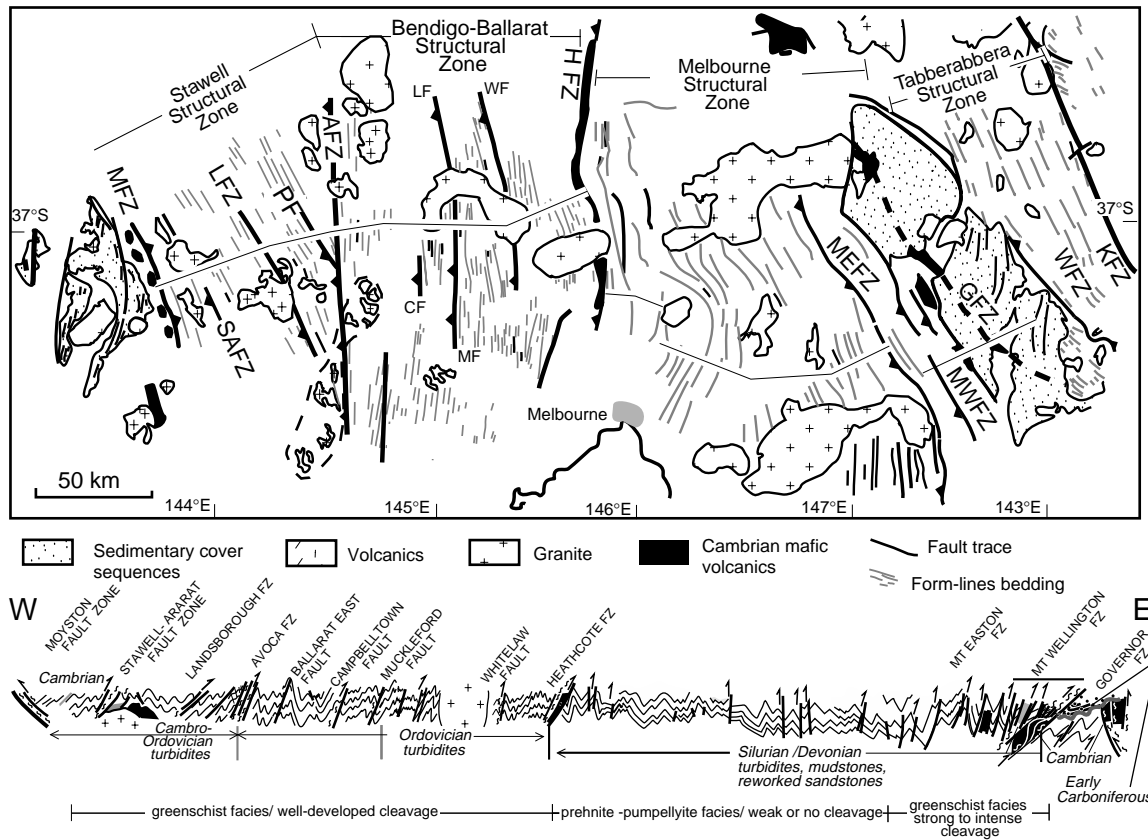 Bendigo-Ballarat
Structural
Zone
Stawell
Structural
Zone
Melbourne
Structural
Zone
Tabberabbera
Structural
Zone
H FZ
LF
WF
AFZ
MFZ
LFZ
PF
37°S
37°S
SAFZ
CF
MF
MEFZ
GFZ
WFZ
KFZ
MWFZ
Melbourne
50 km
144°E
145°E
146°E
147°E
143°E
Sedimentary cover
sequences
Volcanics
Granite
Cambrian mafic
volcanics
Fault trace
Form-lines bedding
W
E
MOYSTON
FAULT ZONE
STAWELL- ARARAT
FAULT ZONE
LANDSBOROUGH FZ
AVOCA FZ
BALLARAT EAST
FAULT
CAMPBELLTOWN
FAULT
MUCKLEFORD
FAULT
WHITELAW
FAULT
HEATHCOTE FZ
MT EASTON
FZ
MT WELLINGTON
FZ
GOVERNOR
FZ
Cambrian
Cambro-
Ordovician
turbidites
Ordovician
turbidites
Silurian /Devonian
turbidites, mudstones,
reworked sandstones
Cambrian
Early
Carboniferous
greenschist facies/ well-developed cleavage
prehnite -pumpellyite facies/ weak or no cleavage
greenschist facies
strong to intense
cleavage